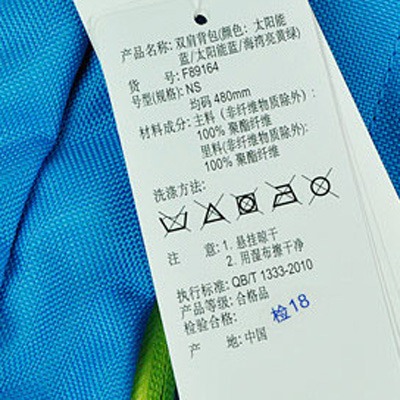 产品名称: 双肩背包(颜色: 太阳能
蓝/太阳能蓝/海湾亮黄绿)
货 号: F89164
号型(规格): NS
均码 480mm
材料成分: 主料 (非纤维物质除外):
100% 聚酯纤维
里料(非纤维物质除外):
100% 聚酯纤维
洗涤方法:
注 意: 1. 悬挂晾干
2. 用湿布擦干净
执行标准: QB/T 1333-2010
产品等级: 合格品
检验合格: 检18
产 地: 中国